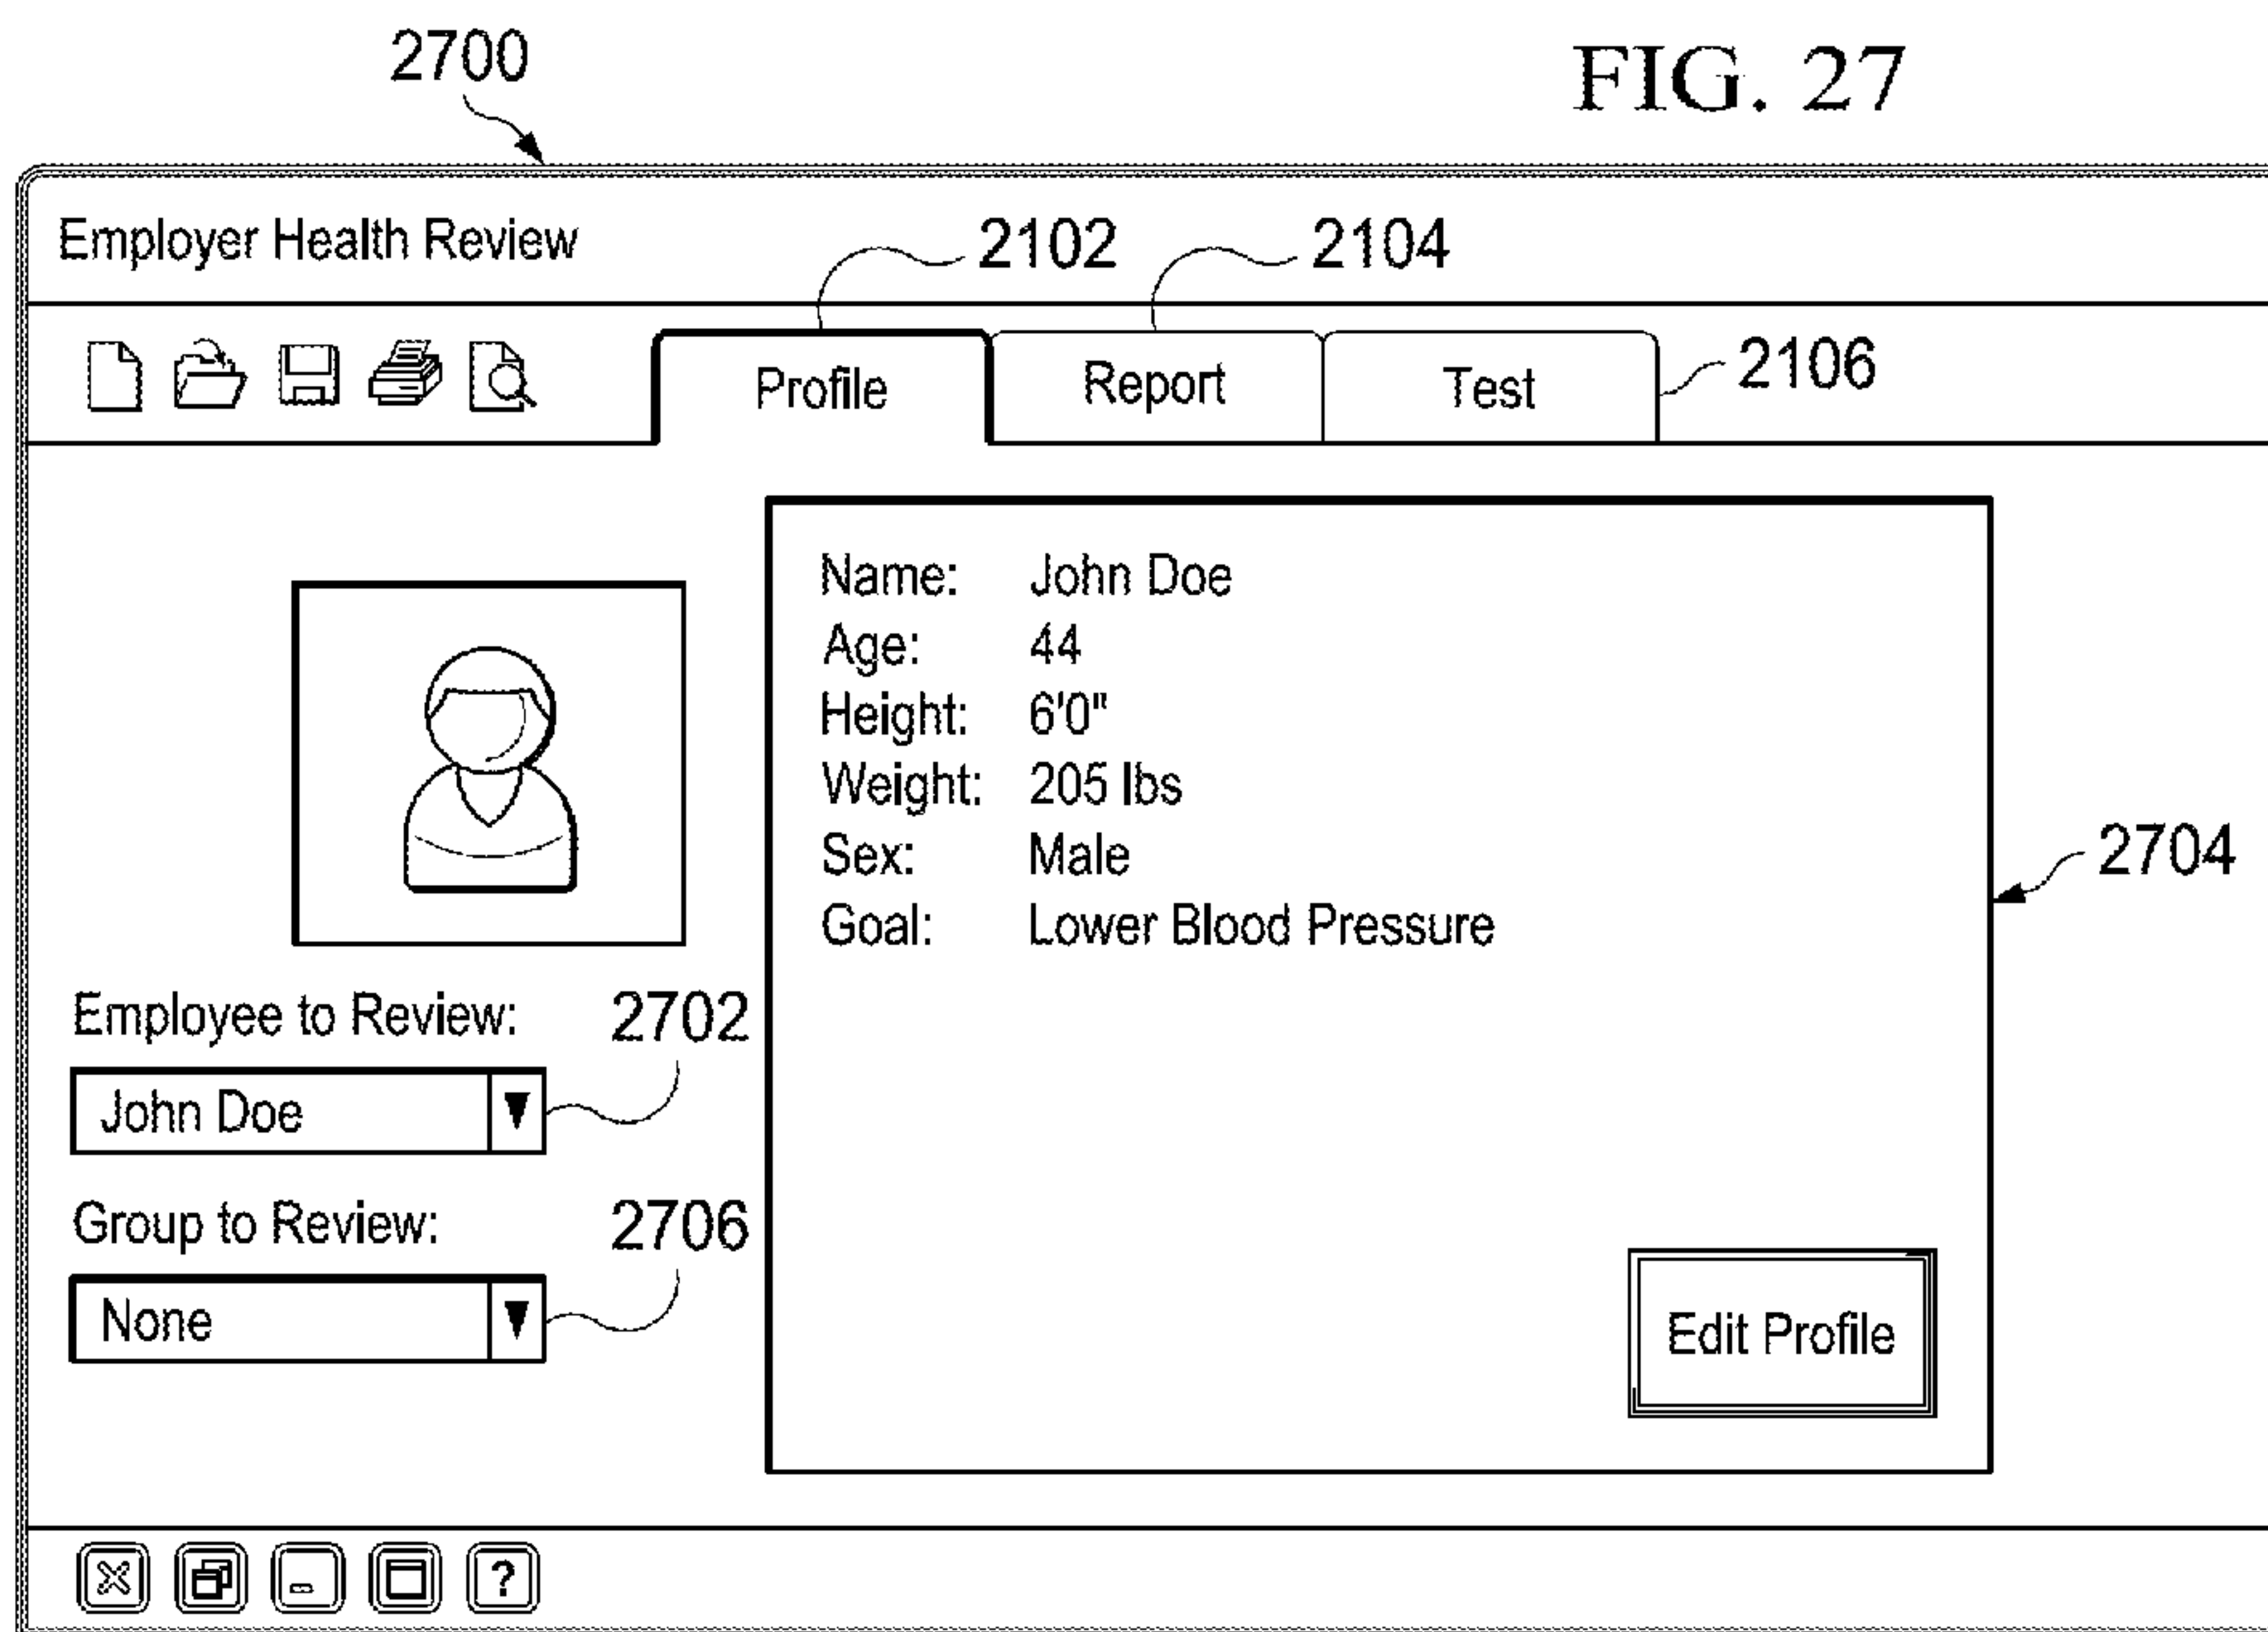 2700
FIG. 27
Employer Health Review
2102
2104
Profile
Report
Test
2106
Name: John Doe
Age: 44
Height: 6'0"
Weight: 205 lbs
Sex: Male
Goal: Lower Blood Pressure
2704
Employee to Review:
2702
John Doe
Group to Review:
2706
None
Edit Profile
?